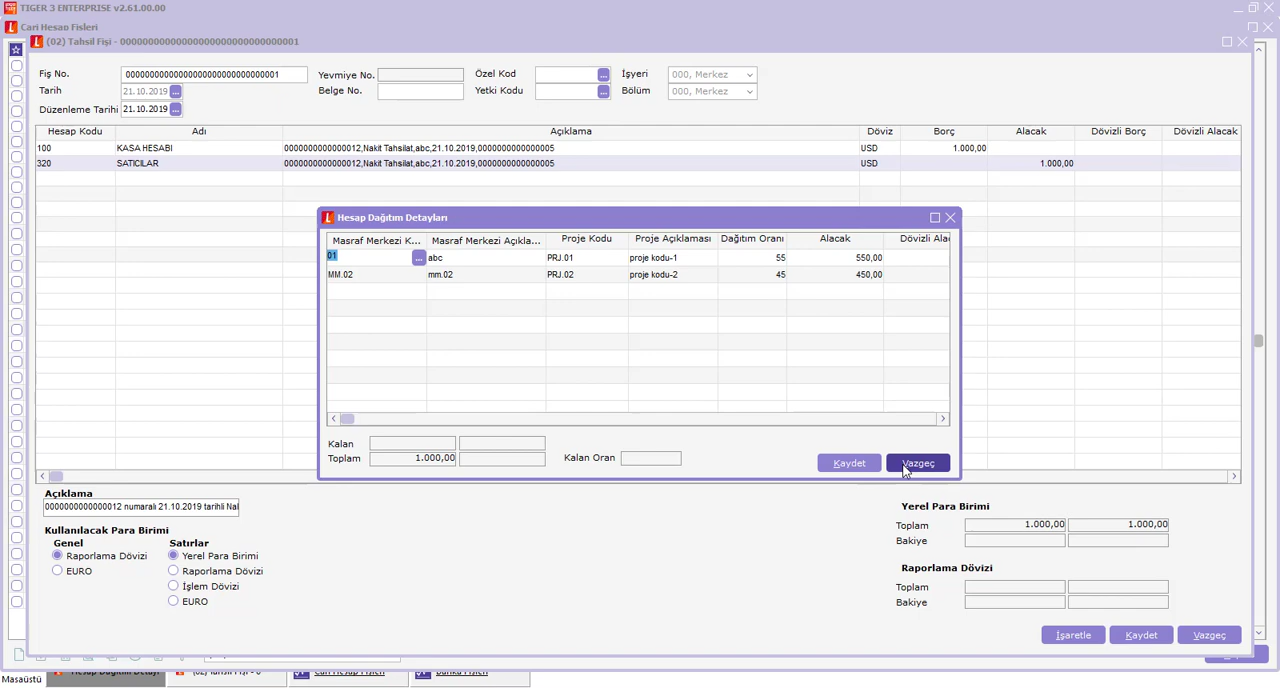 TIGER 3 ENTERPRISE v2.61.00.00
Cari Hesap Fişleri
(02) Tahsil Fişi - 00000000000000000000000000000001
Fiş No. 00000000000000000000000000000001 Yevmiye No. Özel Kod ... İşyeri 000, Merkez
Tarih 21.10.2019 ... Belge No. Yetki Kodu ... Bölüm 000, Merkez
Düzenleme Tarihi 21.10.2019 ...
Hesap Kodu Adı Açıklama Döviz Borç Alacak Dövizli Borç Dövizli Alacak
100 KASA HESABI 0000000000000012,Nakit Tahsilat,abc,21.10.2019,0000000000000005 USD 1.000,00
320 SATICILAR 0000000000000012,Nakit Tahsilat,abc,21.10.2019,0000000000000005 USD 1.000,00
Hesap Dağıtım Detayları
Masraf Merkezi K... Masraf Merkezi Açıkla... Proje Kodu Proje Açıklaması Dağıtım Oranı Alacak Dövizli Alac
01 ... abc PRJ.01 proje kodu-1 55 550,00
MM.02 mm.02 PRJ.02 proje kodu-2 45 450,00
Kalan
Toplam 1.000,00 Kalan Oran
Kaydet Vazgeç
Açıklama
0000000000000012 numaralı 21.10.2019 tarihli Nal
Kullanılacak Para Birimi
Genel Satırlar
Raporlama Dövizi Yerel Para Birimi
EURO Raporlama Dövizi
İşlem Dövizi
EURO
Yerel Para Birimi
Toplam 1.000,00 1.000,00
Bakiye
Raporlama Dövizi
Toplam
Bakiye
İşaretle Kaydet Vazgeç
Masaüstü Hesap Dağıtım Detayl (02) Tahsil Fişi - 0 Cari Hesap Fişleri Banka Fişleri